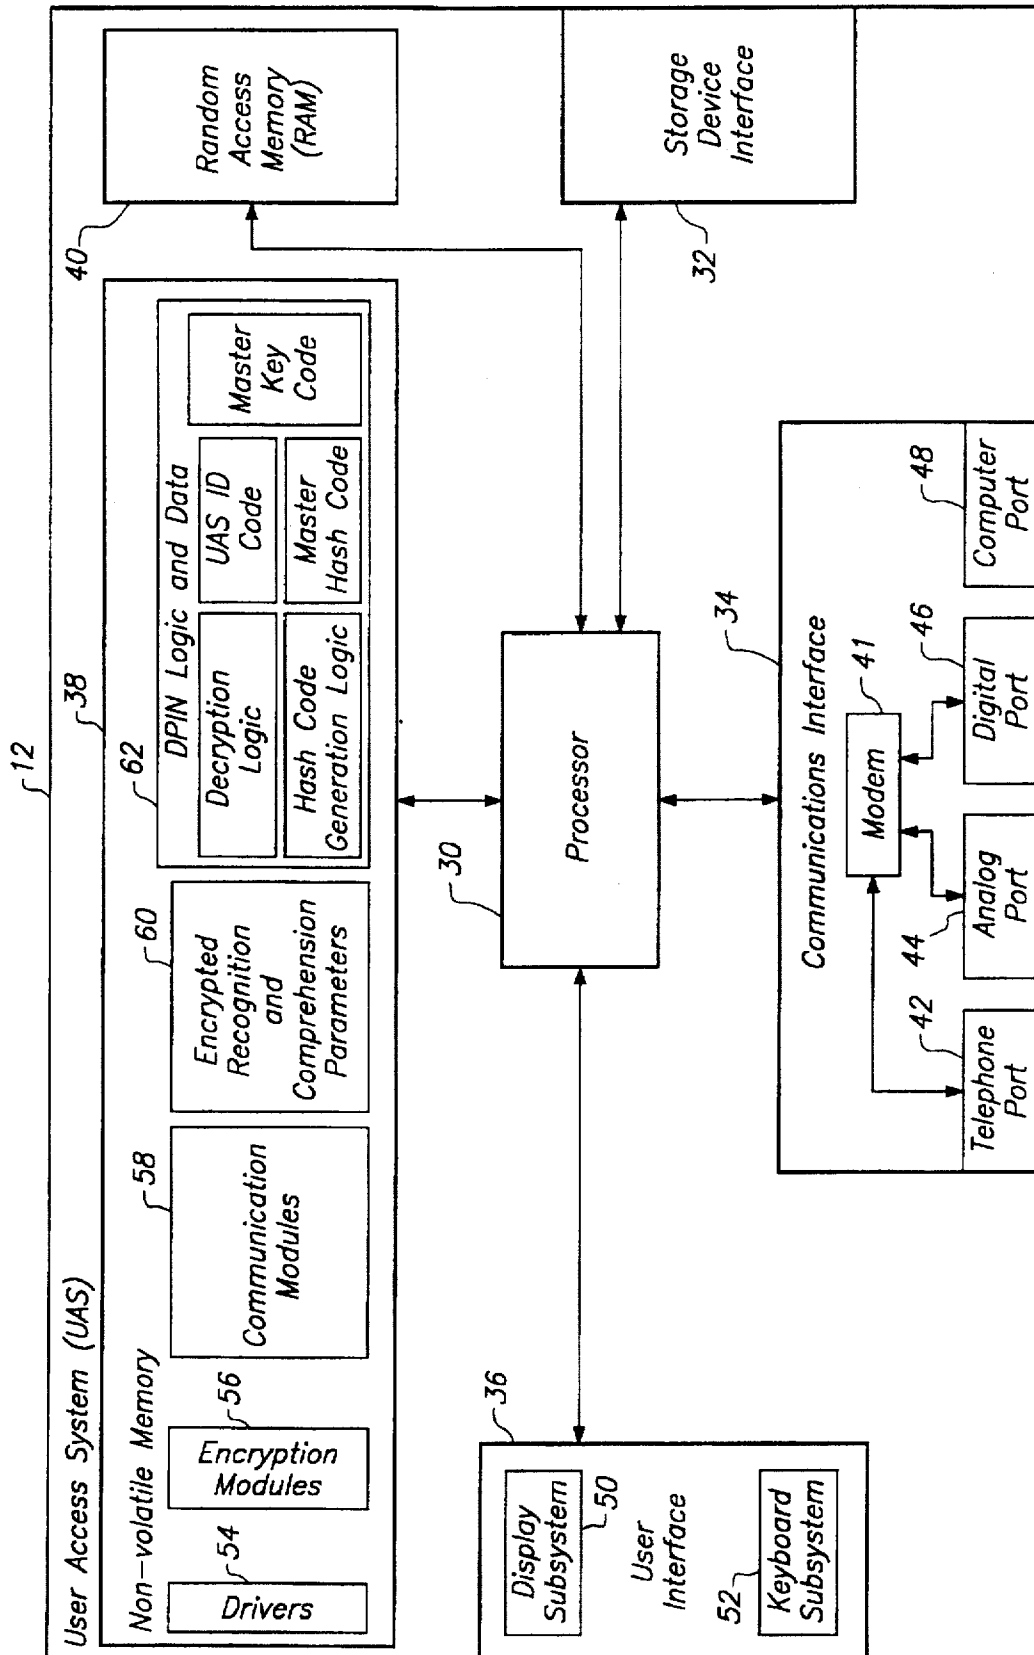 12
User Access System (UAS)
38
Non-volatile Memory
54
Drivers
56
Encryption
Modules
58
Communication
Modules
60
Encrypted
Recognition
and
Comprehension
Parameters
62
DPIN Logic and Data
Decryption
Logic
UAS ID
Code
Hash Code
Generation Logic
Master
Hash Code
Master
Key
Code
40
Random
Access
Memory
(RAM)
36
Display
Subsystem
50
User
Interface
52
Keyboard
Subsystem
30
Processor
32
Storage
Device
Interface
34
Communications Interface
41
Modem
42
Telephone
Port
44
Analog
Port
46
Digital
Port
48
Computer
Port